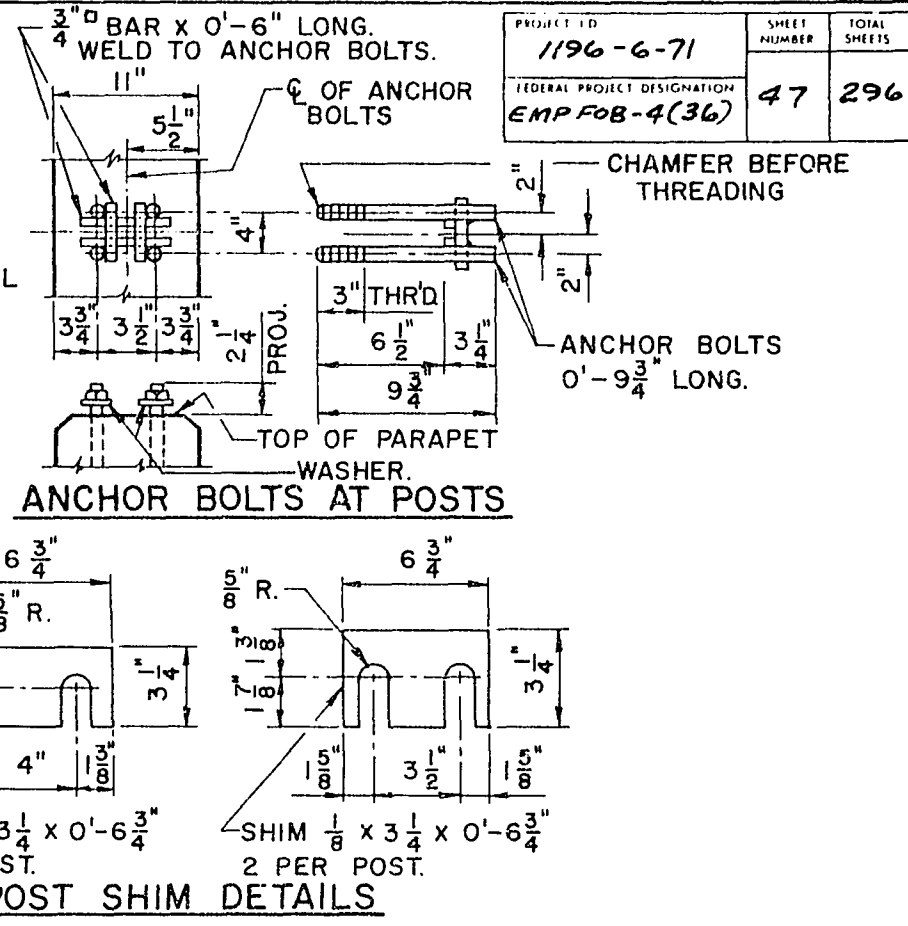 3/4"□ BAR X 0'-6" LONG.
WELD TO ANCHOR BOLTS.
PROJECT I D
1196-6-71
SHEET NUMBER
TOTAL SHEETS
FEDERAL PROJECT DESIGNATION
EMP FOB-4(36)
47
296
11"
5 1/2"
℄ OF ANCHOR
BOLTS
CHAMFER BEFORE
THREADING
2"
4"
2"
L
3" THR'D.
3 3/4"
3 1/2"
3 3/4"
2 1/4" PROJ.
6 1/2"
3 1/4"
9 3/4"
ANCHOR BOLTS
0'-9 3/4" LONG.
TOP OF PARAPET
WASHER.
ANCHOR BOLTS AT POSTS
6 3/4"
5/8" R.
3 1/4"
4"
1 3/8"
3 1/4 X 0'-6 3/4"
ST.
6 3/4"
5/8" R.
1 3/8"
1 7/8"
3 1/4"
1 5/8"
3 1/2"
1 5/8"
SHIM 1/8 X 3 1/4 X 0'-6 3/4"
2 PER POST.
POST SHIM DETAILS